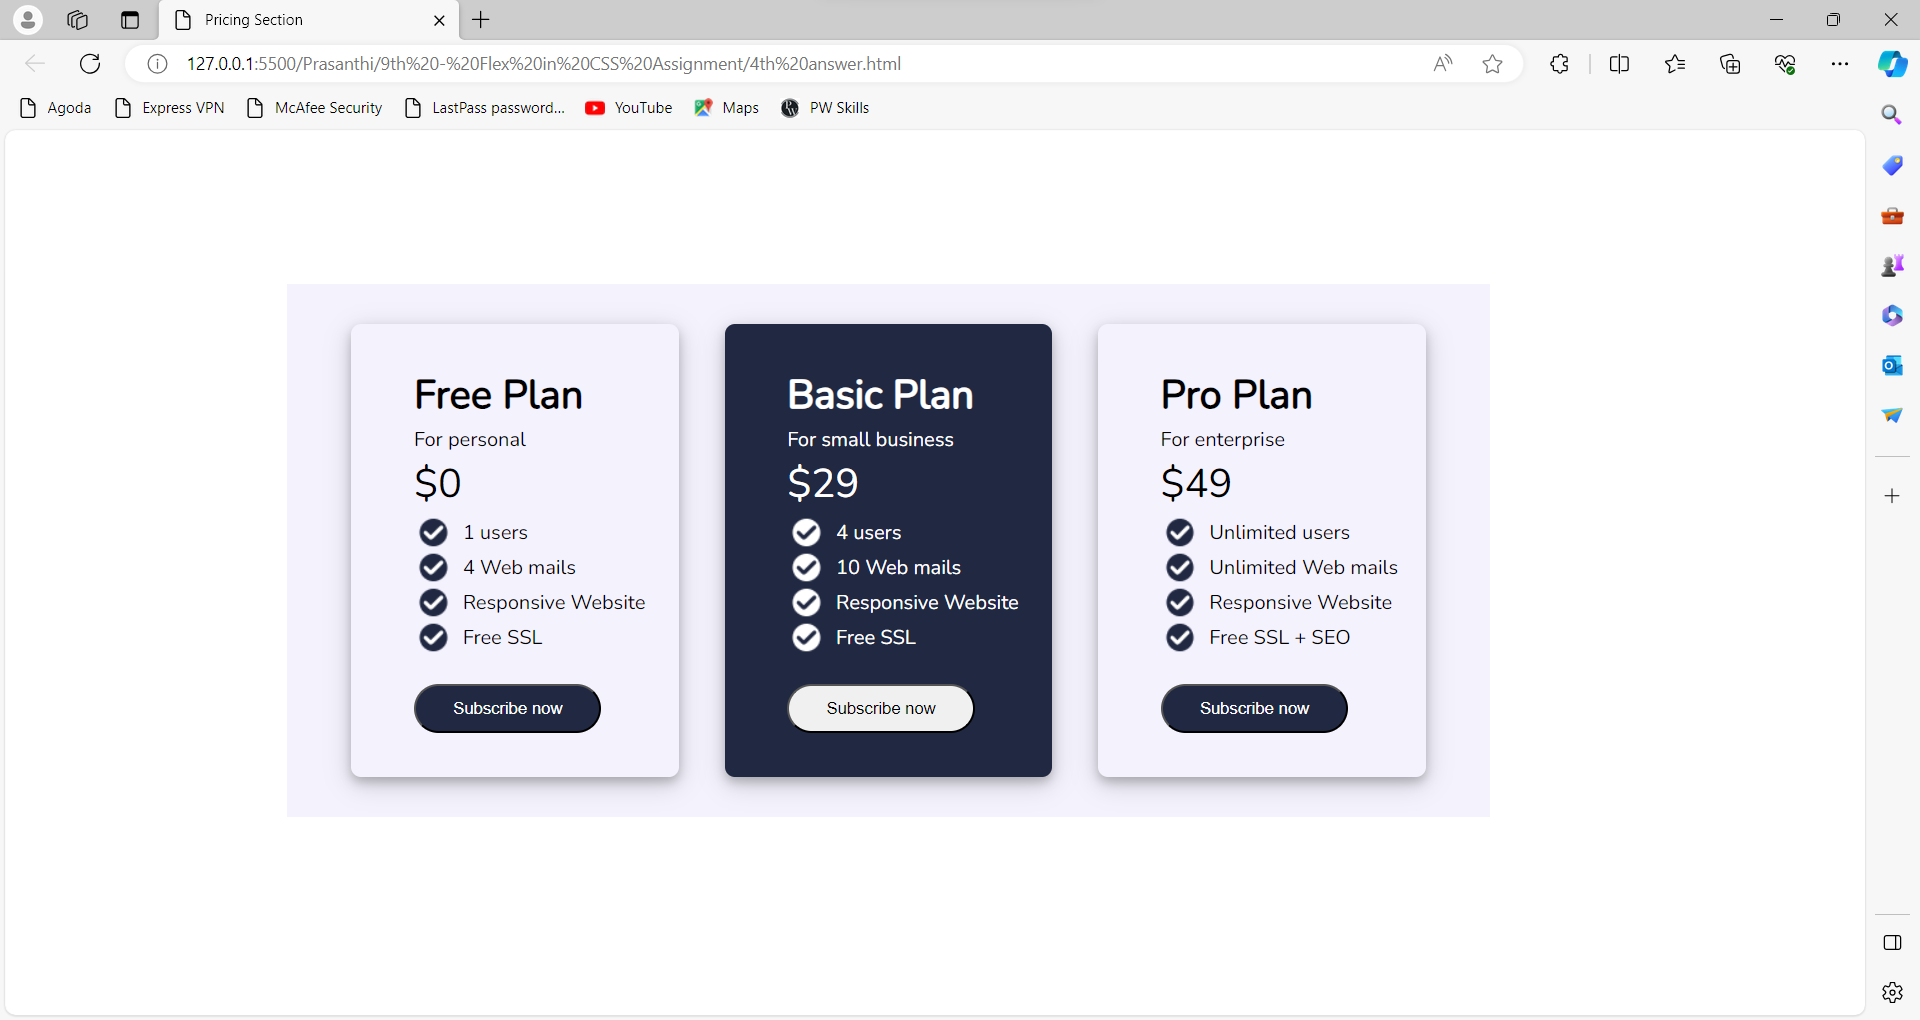 Pricing Section
127.0.0.1:5500/Prasanthi/9th%20-%20Flex%20in%20CSS%20Assignment/4th%20answer.html
Agoda Express VPN McAfee Security LastPass password... YouTube Maps PW Skills
Free Plan
For personal
$0
1 users
4 Web mails
Responsive Website
Free SSL
Subscribe now
Basic Plan
For small business
$29
4 users
10 Web mails
Responsive Website
Free SSL
Subscribe now
Pro Plan
For enterprise
$49
Unlimited users
Unlimited Web mails
Responsive Website
Free SSL + SEO
Subscribe now